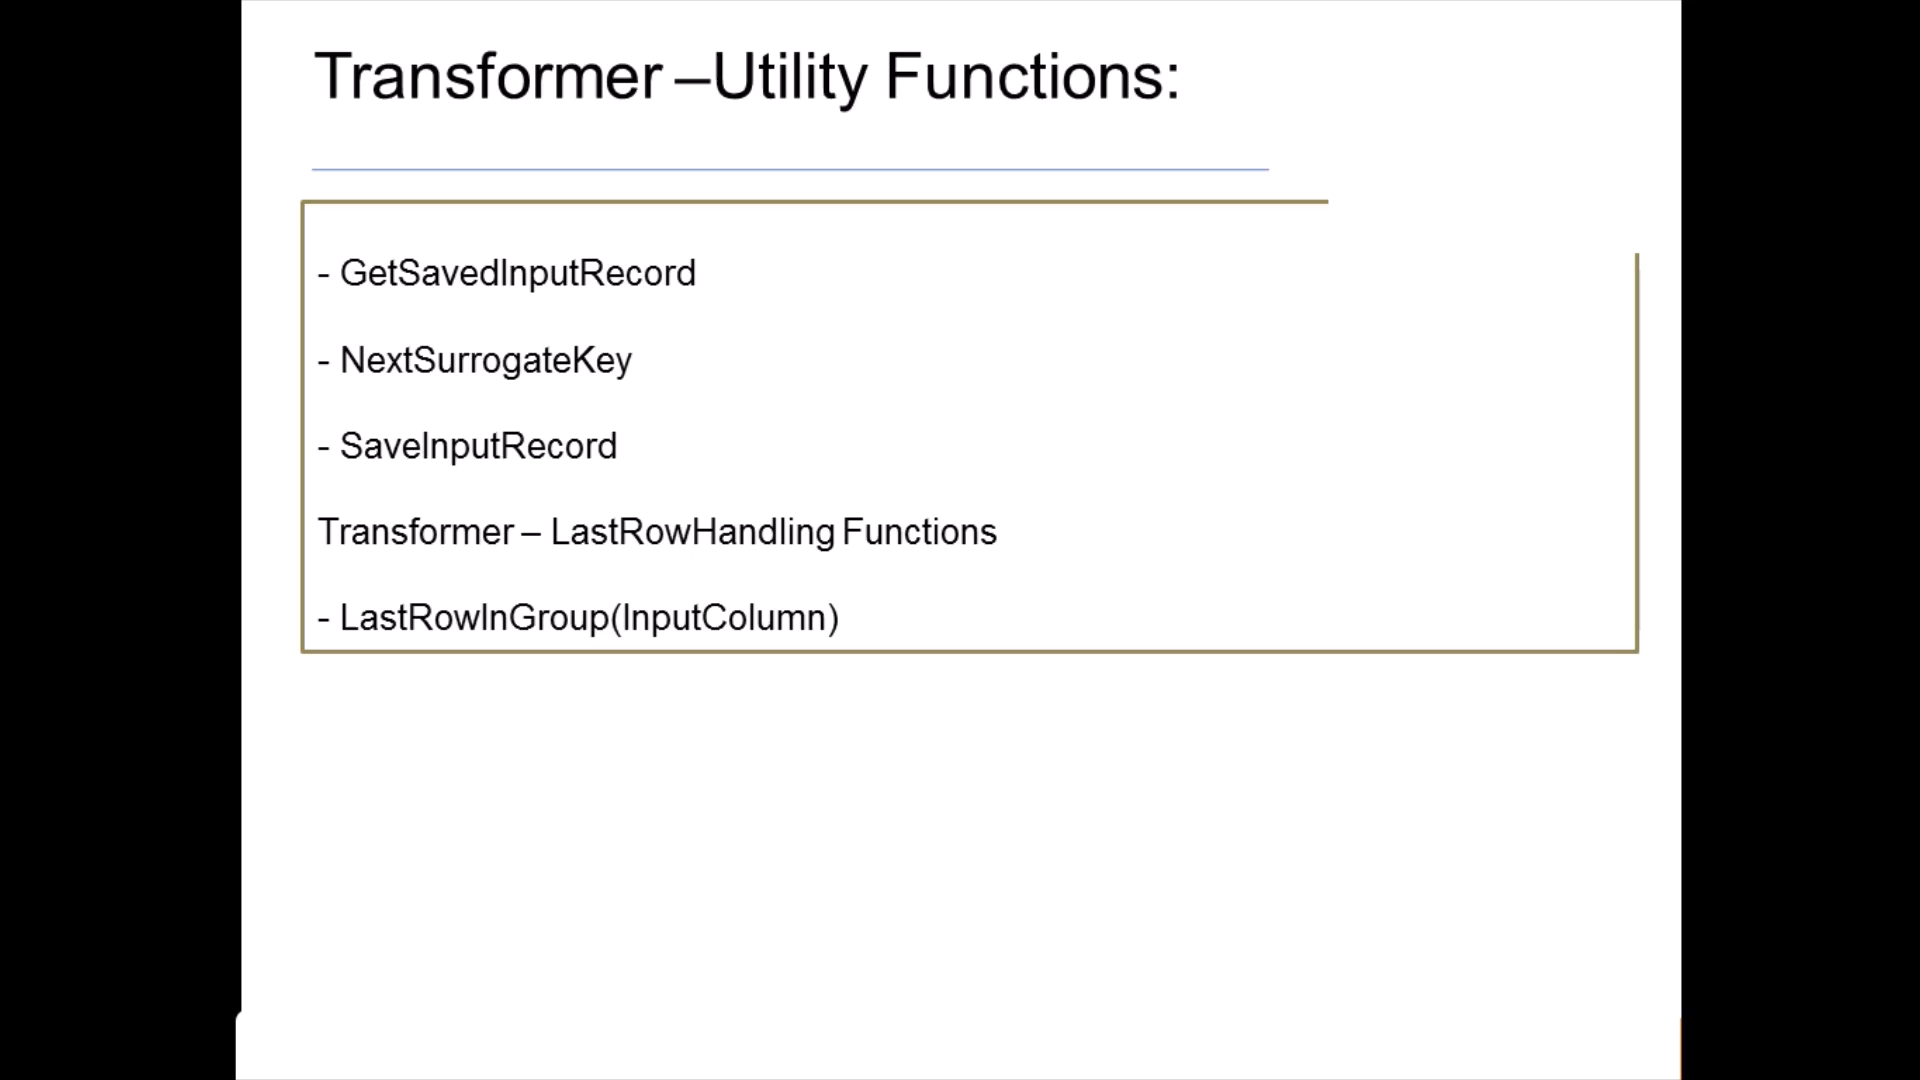 Transformer –Utility Functions:
- GetSavedInputRecord
- NextSurrogateKey
- SaveInputRecord
Transformer – LastRowHandling Functions
- LastRowInGroup(InputColumn)